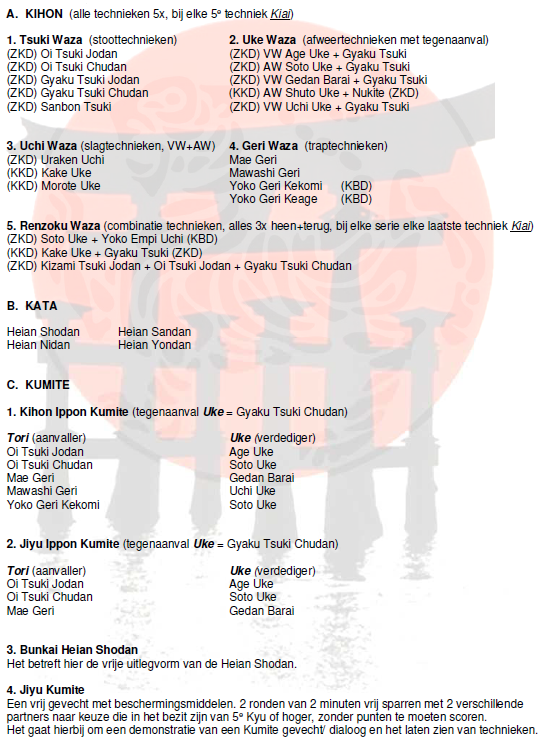 A. KIHON (alle technieken 5x, bij elke 5e techniek Kiai)
1. Tsuki Waza (stoottechnieken)
(ZKD) Oi Tsuki Jodan
(ZKD) Oi Tsuki Chudan
(ZKD) Gyaku Tsuki Jodan
(ZKD) Gyaku Tsuki Chudan
(ZKD) Sanbon Tsuki
2. Uke Waza (afweertechnieken met tegenaanval)
(ZKD) VW Age Uke + Gyaku Tsuki
(ZKD) AW Soto Uke + Gyaku Tsuki
(ZKD) VW Gedan Barai + Gyaku Tsuki
(KKD) AW Shuto Uke + Nukite (ZKD)
(ZKD) VW Uchi Uke + Gyaku Tsuki
3. Uchi Waza (slagtechnieken, VW+AW)
(ZKD) Uraken Uchi
(KKD) Kake Uke
(KKD) Morote Uke
4. Geri Waza (traptechnieken)
Mae Geri
Mawashi Geri
Yoko Geri Kekomi (KBD)
Yoko Geri Keage (KBD)
5. Renzoku Waza (combinatie technieken, alles 3x heen+terug, bij elke serie elke laatste techniek Kiai)
(ZKD) Soto Uke + Yoko Empi Uchi (KBD)
(KKD) Kake Uke + Gyaku Tsuki (ZKD)
(ZKD) Kizami Tsuki Jodan + Oi Tsuki Jodan + Gyaku Tsuki Chudan
B. KATA
Heian Shodan Heian Sandan
Heian Nidan Heian Yondan
C. KUMITE
1. Kihon Ippon Kumite (tegenaanval Uke = Gyaku Tsuki Chudan)
Tori (aanvaller) Uke (verdediger)
Oi Tsuki Jodan Age Uke
Oi Tsuki Chudan Soto Uke
Mae Geri Gedan Barai
Mawashi Geri Uchi Uke
Yoko Geri Kekomi Soto Uke
2. Jiyu Ippon Kumite (tegenaanval Uke = Gyaku Tsuki Chudan)
Tori (aanvaller) Uke (verdediger)
Oi Tsuki Jodan Age Uke
Oi Tsuki Chudan Soto Uke
Mae Geri Gedan Barai
3. Bunkai Heian Shodan
Het betreft hier de vrije uitlegvorm van de Heian Shodan.
4. Jiyu Kumite
Een vrij gevecht met beschermingsmiddelen. 2 ronden van 2 minuten vrij sparren met 2 verschillende
partners naar keuze die in het bezit zijn van 5e Kyu of hoger, zonder punten te moeten scoren.
Het gaat hierbij om een demonstratie van een Kumite gevecht/ dialoog en het laten zien van technieken.